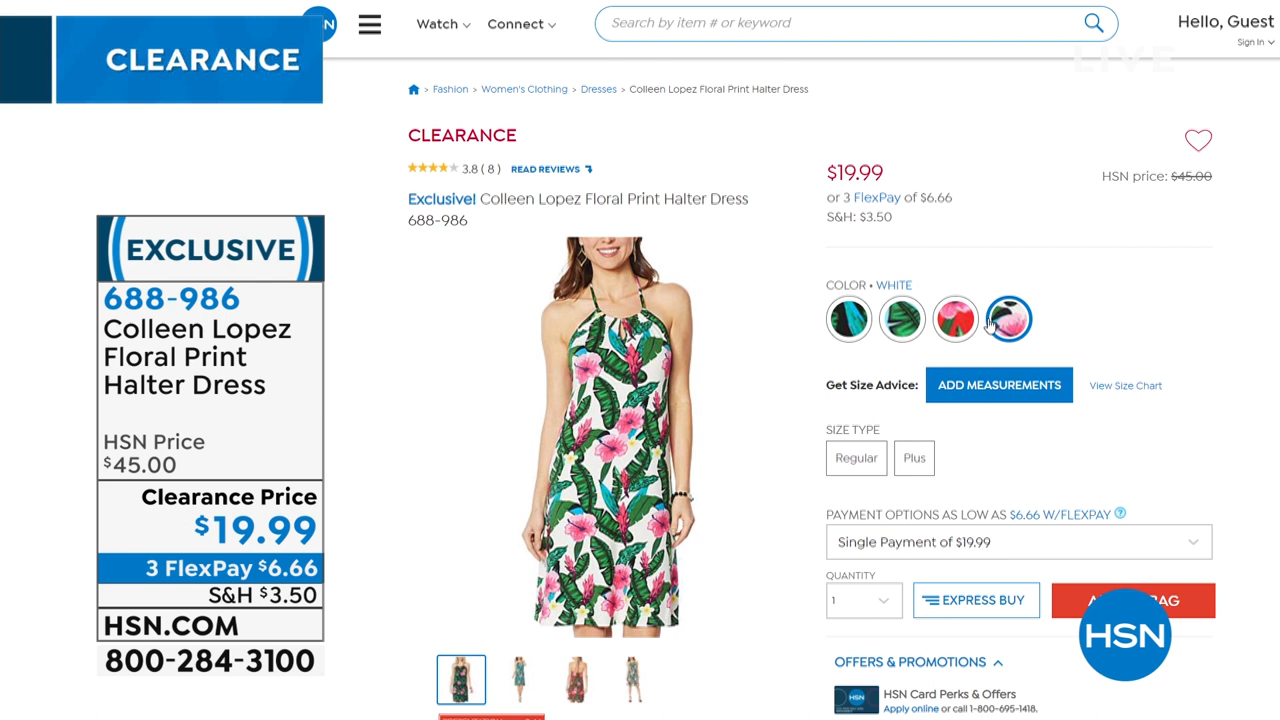 CLEARANCE
Watch
Connect
Search by item # or keyword
Hello, Guest
Sign In
LIVE
> Fashion > Women's Clothing > Dresses > Colleen Lopez Floral Print Halter Dress
CLEARANCE
3.8 ( 8 ) READ REVIEWS
Exclusive! Colleen Lopez Floral Print Halter Dress
688-986
$19.99
HSN price: $45.00
or 3 FlexPay of $6.66
S&H: $3.50
COLOR • WHITE
Get Size Advice: ADD MEASUREMENTS View Size Chart
SIZE TYPE
Regular Plus
PAYMENT OPTIONS AS LOW AS $6.66 W/FLEXPAY ?
Single Payment of $19.99
QUANTITY
1
EXPRESS BUY
HSN
OFFERS & PROMOTIONS
HSN
HSN Card Perks & Offers
Apply online or call 1-800-695-1418.
EXCLUSIVE
688-986
Colleen Lopez
Floral Print
Halter Dress
HSN Price
$45.00
Clearance Price
$19.99
3 FlexPay $6.66
S&H $3.50
HSN.COM
800-284-3100